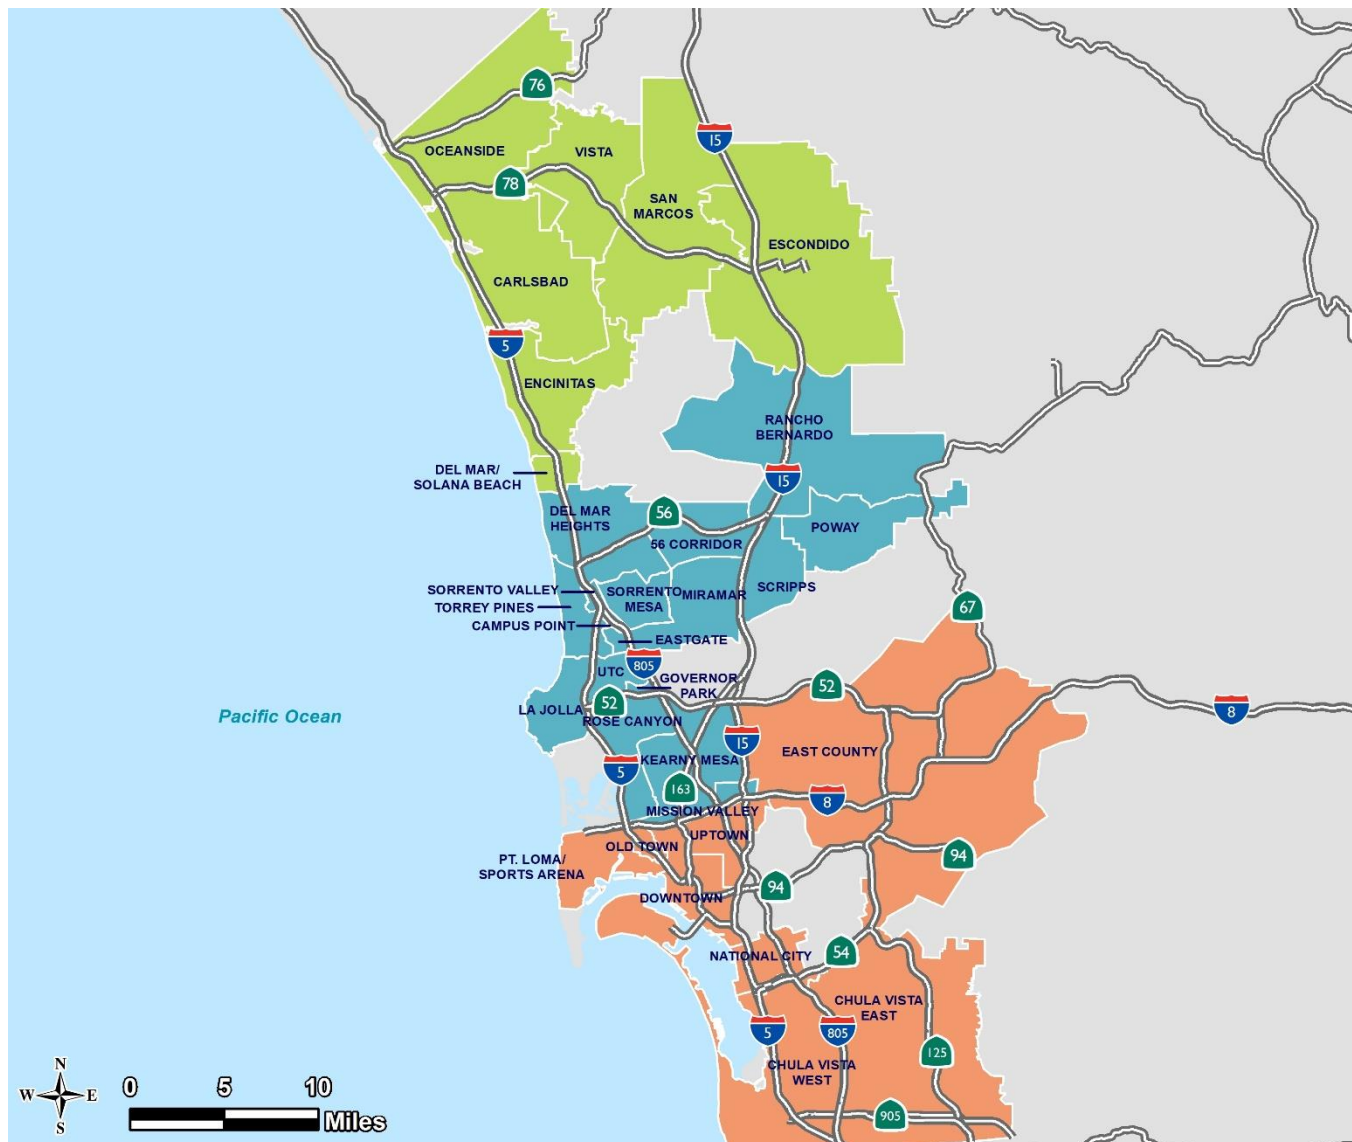 76
15
OCEANSIDE
VISTA
78
SAN
MARCOS
ESCONDIDO
CARLSBAD
5
ENCINITAS
RANCHO
BERNARDO
DEL MAR/
SOLANA BEACH
15
DEL MAR
HEIGHTS
56
POWAY
56 CORRIDOR
SORRENTO VALLEY
SORRENTO
MESA
MIRAMAR
SCRIPPS
TORREY PINES
67
CAMPUS POINT
EASTGATE
805
UTC
GOVERNOR
PARK
52
52
LA JOLLA
ROSE CANYON
8
Pacific Ocean
15
EAST COUNTY
KEARNY MESA
5
163
8
MISSION VALLEY
UPTOWN
OLD TOWN
94
PT. LOMA/
SPORTS ARENA
94
DOWNTOWN
NATIONAL CITY
54
CHULA VISTA
EAST
5
805
125
CHULA VISTA
WEST
905
N
W
E
S
0
5
10
Miles